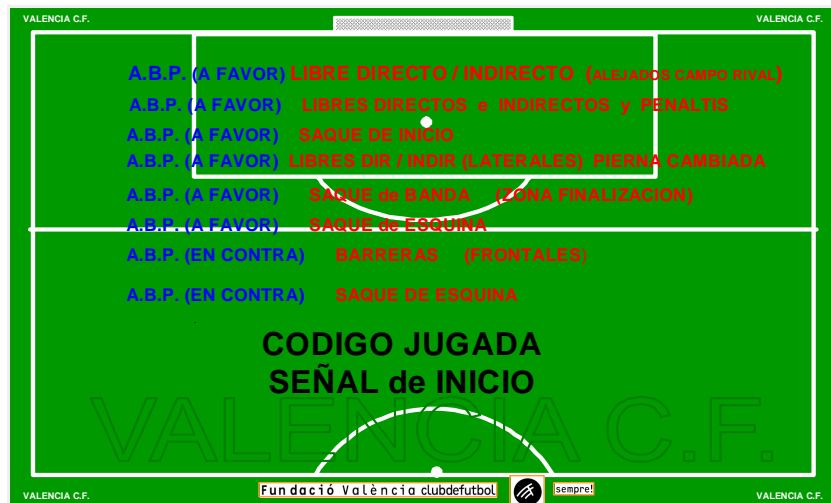 VALENCIA C.F. VALENCIA C.F.
A.B.P. (A FAVOR) LIBRE DIRECTO / INDIRECTO (ALEJADOS CAMPO RIVAL)
A.B.P. (A FAVOR) LIBRES DIRECTOS e INDIRECTOS y PENALTIS
A.B.P. (A FAVOR) SAQUE DE INICIO
A.B.P. (A FAVOR) LIBRES DIR / INDIR (LATERALES) PIERNA CAMBIADA
A.B.P. (A FAVOR) SAQUE de BANDA (ZONA FINALIZACION)
A.B.P. (A FAVOR) SAQUE de ESQUINA
A.B.P. (EN CONTRA) BARRERAS (FRONTALES)
A.B.P. (EN CONTRA) SAQUE DE ESQUINA
CODIGO JUGADA
SEÑAL de INICIO
VALENCIA C.F.
Fundació València clubdefutbol sempre!
VALENCIA C.F. VALENCIA C.F.